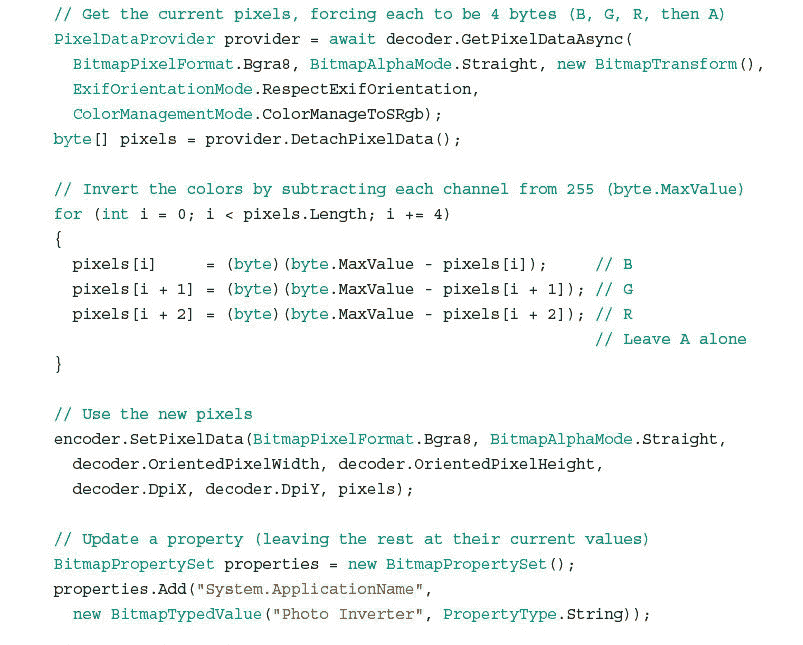 // Get the current pixels, forcing each to be 4 bytes (B, G, R, then A)
PixelDataProvider provider = await decoder.GetPixelDataAsync(
  BitmapPixelFormat.Bgra8, BitmapAlphaMode.Straight, new BitmapTransform(),
  ExifOrientationMode.RespectExifOrientation,
  ColorManagementMode.ColorManageToSRgb);
byte[] pixels = provider.DetachPixelData();

// Invert the colors by subtracting each channel from 255 (byte.MaxValue)
for (int i = 0; i < pixels.Length; i += 4)
{
  pixels[i]     = (byte)(byte.MaxValue - pixels[i]);     // B
  pixels[i + 1] = (byte)(byte.MaxValue - pixels[i + 1]); // G
  pixels[i + 2] = (byte)(byte.MaxValue - pixels[i + 2]); // R
                                                         // Leave A alone
}

// Use the new pixels
encoder.SetPixelData(BitmapPixelFormat.Bgra8, BitmapAlphaMode.Straight,
  decoder.OrientedPixelWidth, decoder.OrientedPixelHeight,
  decoder.DpiX, decoder.DpiY, pixels);

// Update a property (leaving the rest at their current values)
BitmapPropertySet properties = new BitmapPropertySet();
properties.Add("System.ApplicationName",
  new BitmapTypedValue("Photo Inverter", PropertyType.String));